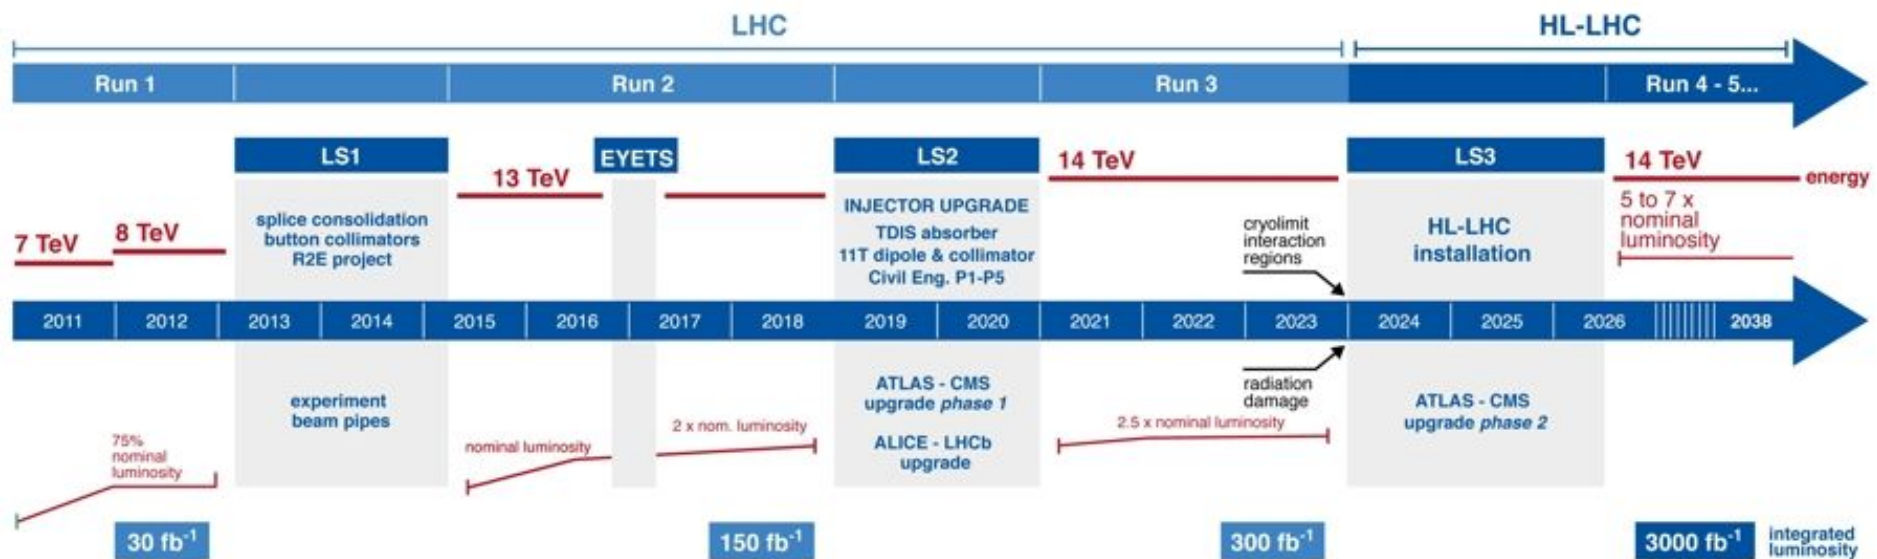 LHC
HL-LHC
Run 1
Run 2
Run 3
Run 4 - 5...
LS1
EYETS
LS2
LS3
13 TeV
14 TeV
14 TeV
energy
7 TeV
8 TeV
splice consolidation
button collimators
R2E project
INJECTOR UPGRADE
TDIS absorber
11T dipole & collimator
Civil Eng. P1-P5
cryolimit
interaction
regions
HL-LHC
installation
5 to 7 x
nominal
luminosity
2011
2012
2013
2014
2015
2016
2017
2018
2019
2020
2021
2022
2023
2024
2025
2026
2038
75%
nominal
luminosity
experiment
beam pipes
nominal luminosity
2 x nom. luminosity
ATLAS - CMS
upgrade phase 1
ALICE - LHCb
upgrade
radiation
damage
2.5 x nominal luminosity
ATLAS - CMS
upgrade phase 2
30 fb⁻¹
150 fb⁻¹
300 fb⁻¹
3000 fb⁻¹
integrated
luminosity